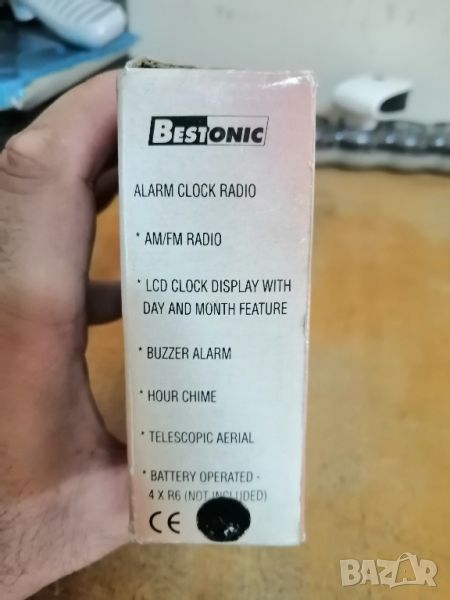 BESTONIC
ALARM CLOCK RADIO
* AM/FM RADIO
* LCD CLOCK DISPLAY WITH
DAY AND MONTH FEATURE
* BUZZER ALARM
* HOUR CHIME
* TELESCOPIC AERIAL
* BATTERY OPERATED -
4 X R6 (NOT INCLUDED)
CE
BAZAR